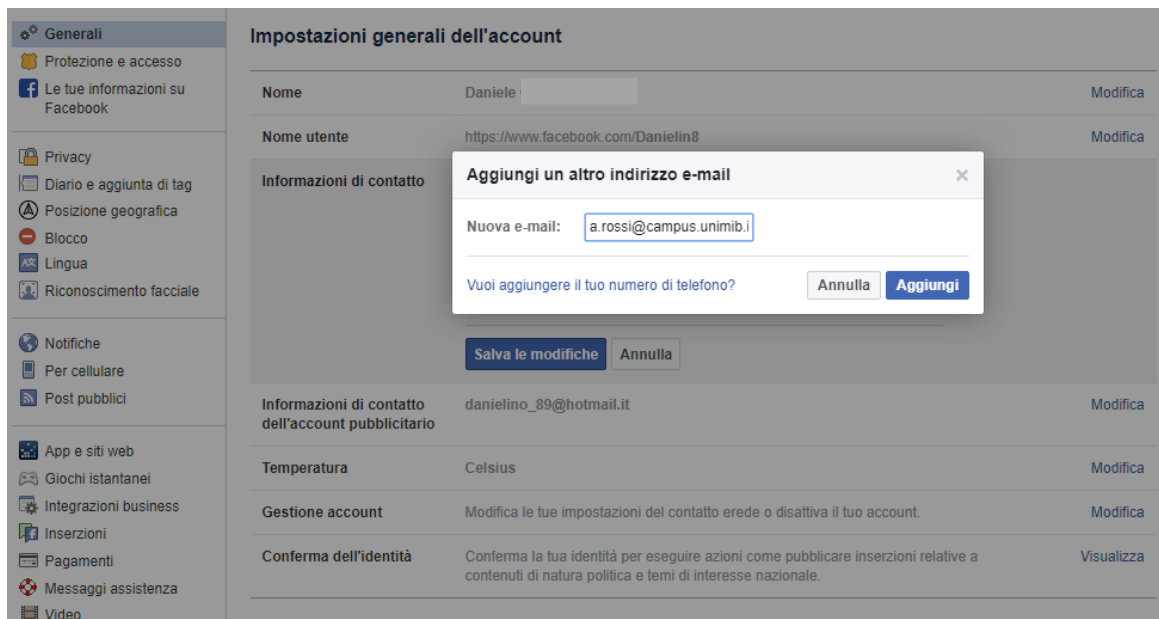 Generali
Protezione e accesso
Le tue informazioni su
Facebook
Privacy
Diario e aggiunta di tag
Posizione geografica
Blocco
Lingua
Riconoscimento facciale
Notifiche
Per cellulare
Post pubblici
App e siti web
Giochi istantanei
Integrazioni business
Inserzioni
Pagamenti
Messaggi assistenza
Video
Impostazioni generali dell'account
Nome Daniele Modifica
Nome utente https://www.facebook.com/Danielin8 Modifica
Informazioni di contatto
Aggiungi un altro indirizzo e-mail
Nuova e-mail: a.rossi@campus.unimib.i
Vuoi aggiungere il tuo numero di telefono? Annulla Aggiungi
Salva le modifiche Annulla
Informazioni di contatto danielino_89@hotmail.it Modifica
dell'account pubblicitario
Temperatura Celsius Modifica
Gestione account Modifica le tue impostazioni del contatto erede o disattiva il tuo account. Modifica
Conferma dell'identità Conferma la tua identità per eseguire azioni come pubblicare inserzioni relative a Visualizza
contenuti di natura politica e temi di interesse nazionale.